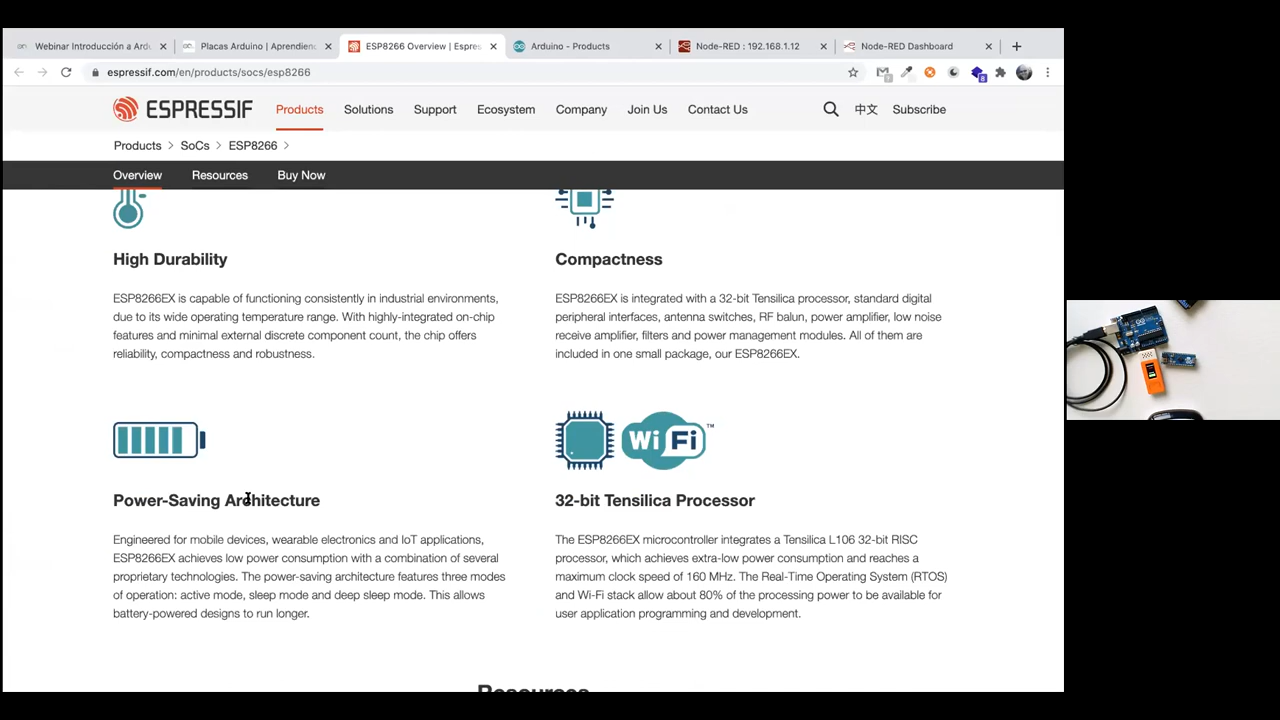 Webinar Introducción a Ardu
Placas Arduino | Aprendien
ESP8266 Overview | Espres
Arduino - Products
Node-RED : 192.168.1.12
Node-RED Dashboard
espressif.com/en/products/socs/esp8266
8
ESPRESSIF
Products
Solutions
Support
Ecosystem
Company
Join Us
Contact Us
中文
Subscribe
Products > SoCs > ESP8266 >
Overview
Resources
Buy Now
High Durability
ESP8266EX is capable of functioning consistently in industrial environments,
due to its wide operating temperature range. With highly-integrated on-chip
features and minimal external discrete component count, the chip offers
reliability, compactness and robustness.
Compactness
ESP8266EX is integrated with a 32-bit Tensilica processor, standard digital
peripheral interfaces, antenna switches, RF balun, power amplifier, low noise
receive amplifier, filters and power management modules. All of them are
included in one small package, our ESP8266EX.
Power-Saving Architecture
Engineered for mobile devices, wearable electronics and IoT applications,
ESP8266EX achieves low power consumption with a combination of several
proprietary technologies. The power-saving architecture features three modes
of operation: active mode, sleep mode and deep sleep mode. This allows
battery-powered designs to run longer.
WiFi™
32-bit Tensilica Processor
The ESP8266EX microcontroller integrates a Tensilica L106 32-bit RISC
processor, which achieves extra-low power consumption and reaches a
maximum clock speed of 160 MHz. The Real-Time Operating System (RTOS)
and Wi-Fi stack allow about 80% of the processing power to be available for
user application programming and development.
Resources